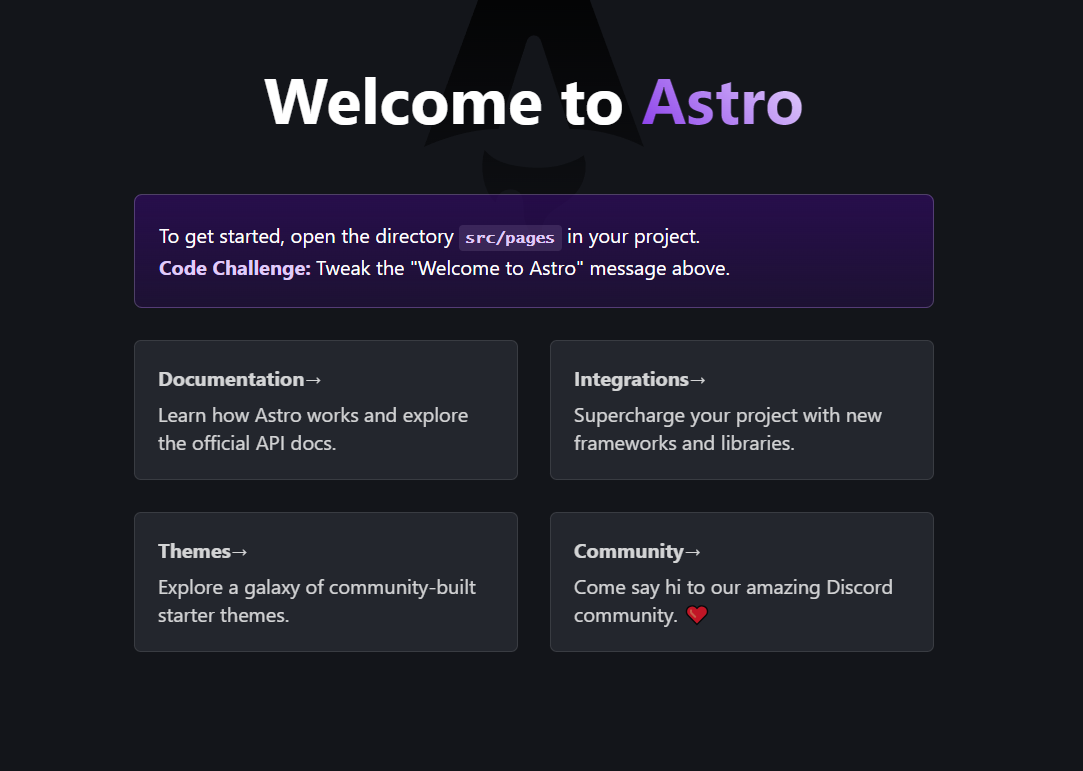 Welcome to Astro
To get started, open the directory src/pages in your project.
Code Challenge: Tweak the "Welcome to Astro" message above.
Documentation→
Learn how Astro works and explore
the official API docs.
Integrations→
Supercharge your project with new
frameworks and libraries.
Themes→
Explore a galaxy of community-built
starter themes.
Community→
Come say hi to our amazing Discord
community. ❤️